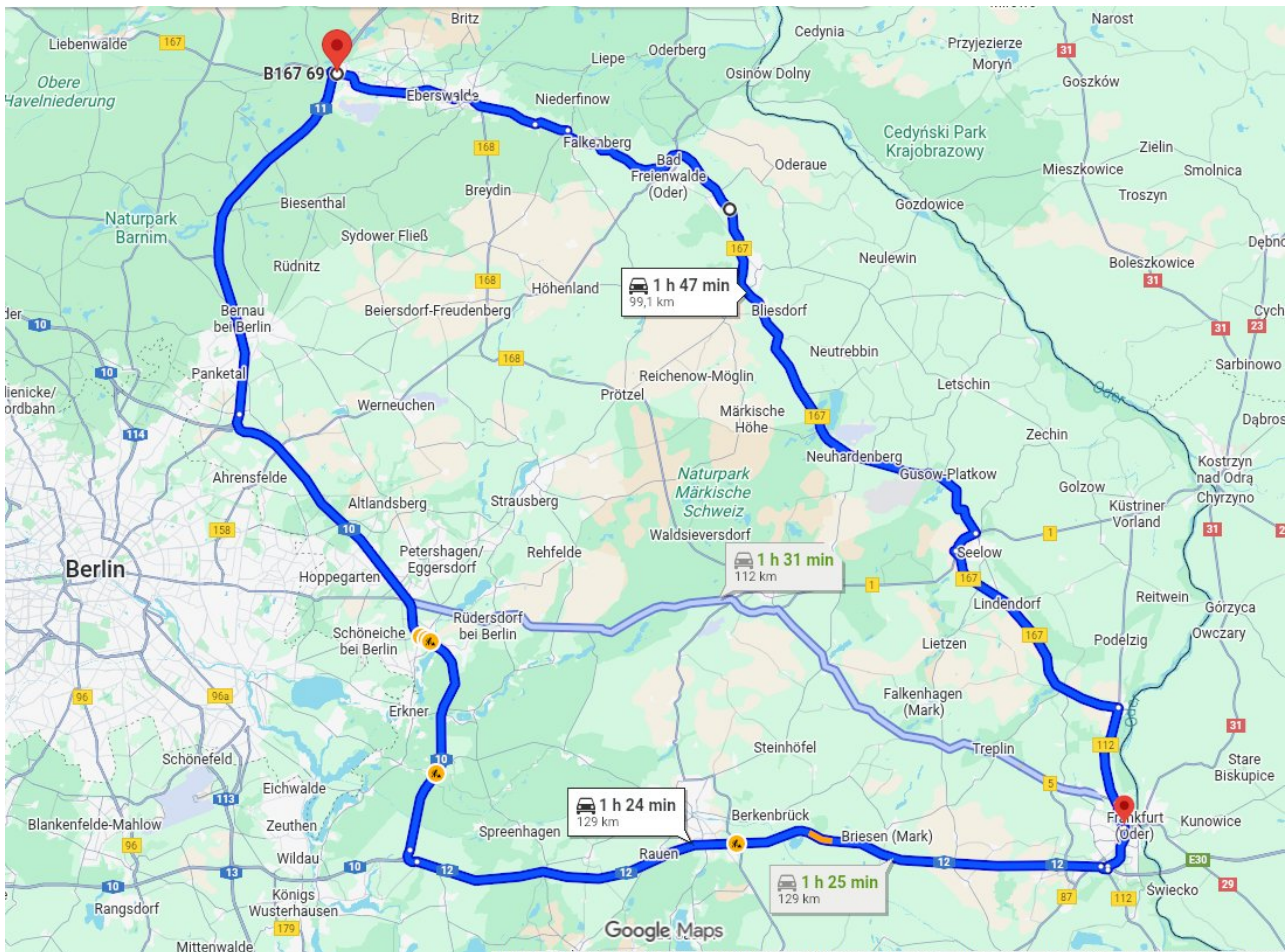 Britz
Cedynia
Narost
Liebenwalde
167
Liepe
Oderberg
Przyjezierze
31
Moryń
Goszków
Osinów Dolny
B167 69
Obere
Havelniederung
11
Eberswalde
Niederfinow
Cedyński Park
Krajobrazowy
Zielin
168
Falkenberg
Bad
Freienwalde
(Oder)
Oderaue
Mieszkowice
Smolnica
Troszyn
Breydin
Biesenthal
Gozdowice
Naturpark
Barnim
Sydower Fließ
167
Neulewin
Boleszkowice
Rüdnitz
168
Höhenland
1 h 47 min
99,1 km
31
Bernau
bei Berlin
Beiersdorf-Freudenberg
Bliesdorf
10
31
23
168
Neutrebbin
Sarbinowo
Panketal
10
Reichenow-Möglin
Letschin
Oder
Werneuchen
Prötzel
Märkische
Höhe
167
114
Zechin
Neuhardenberg
Kostrzyn
nad Odrą
Ahrensfelde
Gusow-Platkow
Naturpark
Märkische
Schweiz
Golzow
Chyrzyno
Altlandsberg
Strausberg
Küstriner
Vorland
158
10
Waldsieversdorf
1
31
Petershagen/
Eggersdorf
Rehfelde
Seelow
Berlin
1 h 31 min
112 km
Hoppegarten
1
167
Reitwein
Górzyca
Lindendorf
Rüdersdorf
bei Berlin
Schöneiche
bei Berlin
167
Podelzig
Owczary
Lietzen
96
96a
Erkner
Falkenhagen
(Mark)
31
Schönefeld
10
Steinhöfel
Treplin
112
Stare
Biskupice
113
Eichwalde
5
1 h 24 min
129 km
Berkenbrück
Frankfurt
(Oder)
Kunowice
Blankenfelde-Mahlow
Zeuthen
Spreenhagen
Briesen (Mark)
96
Wildau
Rauen
12
12
E30
10
13
10
12
12
1 h 25 min
129 km
87
112
29
Rangsdorf
Königs
Wusterhausen
Świecko
179
Google Maps
Mittenwalde